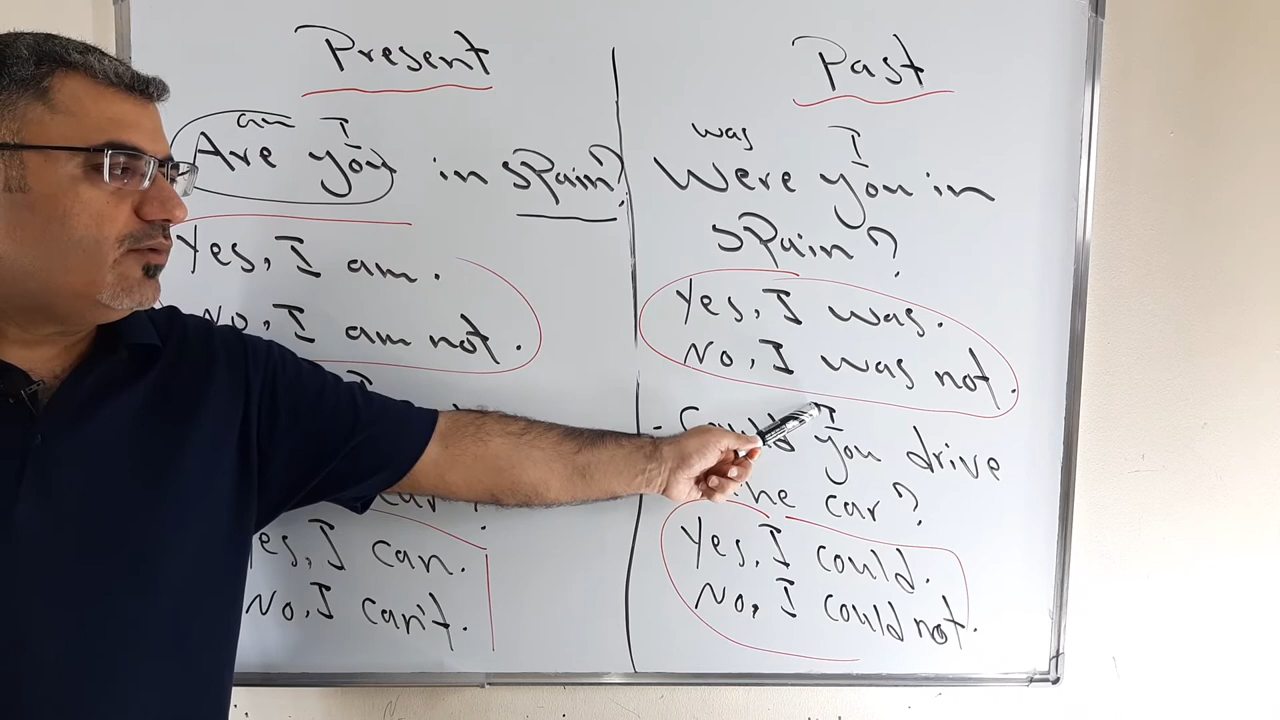 Present
am I
Are you in spain?
Yes, I am.
No, I am not.
car?
Yes, I can.
No, I can't.
Past
was I
Were you in
spain?
Yes, I was.
No, I was not.
I
- Could you drive
the car?
Yes, I could.
No, I could not.